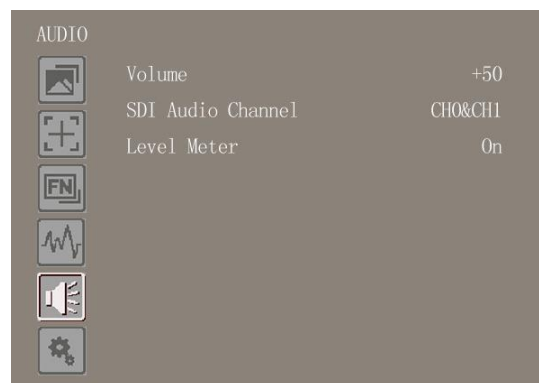 AUDIO
Volume +50
SDI Audio Channel CH0&CH1
Level Meter On
FN